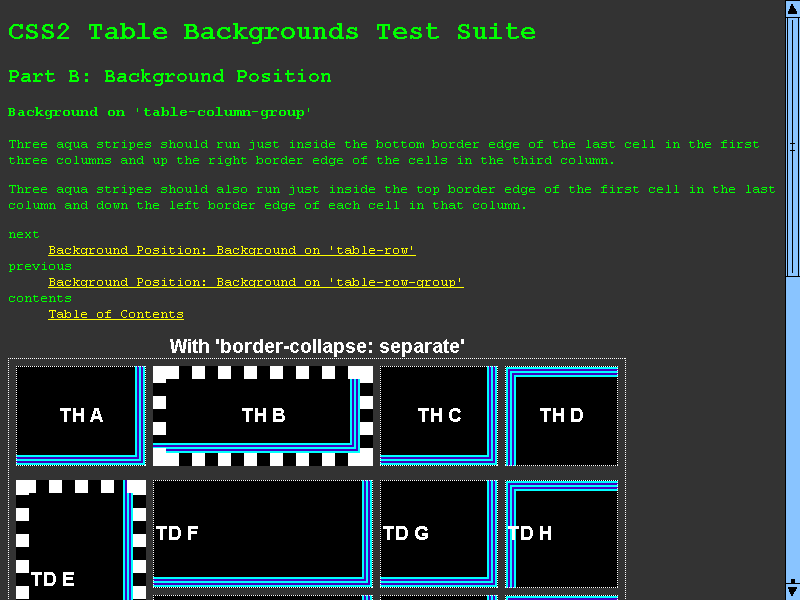 CSS2 Table Backgrounds Test Suite
Part B: Background Position
Background on 'table-column-group'
Three aqua stripes should run just inside the bottom border edge of the last cell in the first
three columns and up the right border edge of the cells in the third column.
Three aqua stripes should also run just inside the top border edge of the first cell in the last
column and down the left border edge of each cell in that column.
next
Background Position: Background on 'table-row'
previous
Background Position: Background on 'table-row-group'
contents
Table of Contents
With 'border-collapse: separate'
TH A TH B TH C TH D
TD F TD G TD H
TD E